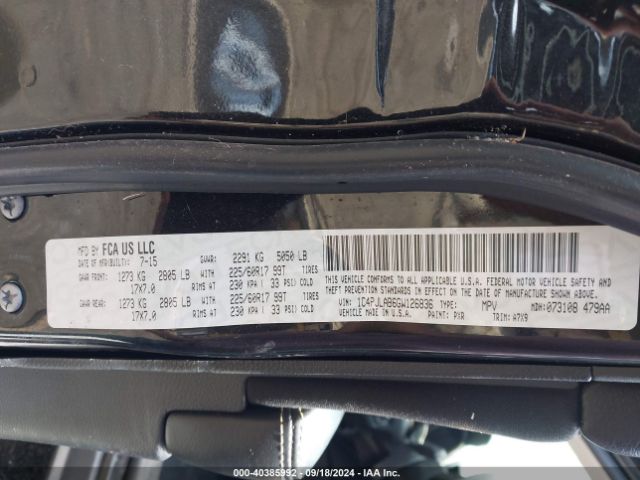 MFD BY FCA US LLC
DATE OF MFR/BUILT: 7-15 GVWR: 2291 KG 5050 LB
GAWR FRONT: 1273 KG 2805 LB WITH 225/60R17 99T TIRES
17X7.0 RIMS AT 230 KPA ( 33 PSI) COLD
GAWR REAR: 1273 KG 2805 LB WITH 225/60R17 99T TIRES
17X7.0 RIMS AT 230 KPA ( 33 PSI) COLD
THIS VEHICLE CONFORMS TO ALL APPLICABLE U.S.A. FEDERAL MOTOR VEHICLE SAFETY AND
THEFT PREVENTION STANDARDS IN EFFECT ON THE DATE OF MANUFACTURE SHOWN ABOVE.
VIN: 1C4PJLAB6GW126836 TYPE: MPV MDH: 073108 479AA
VEHICLE MADE IN U.S.A. PAINT: PXR TRIM: A7X9
000-40385992 - 09/18/2024 - IAA Inc.